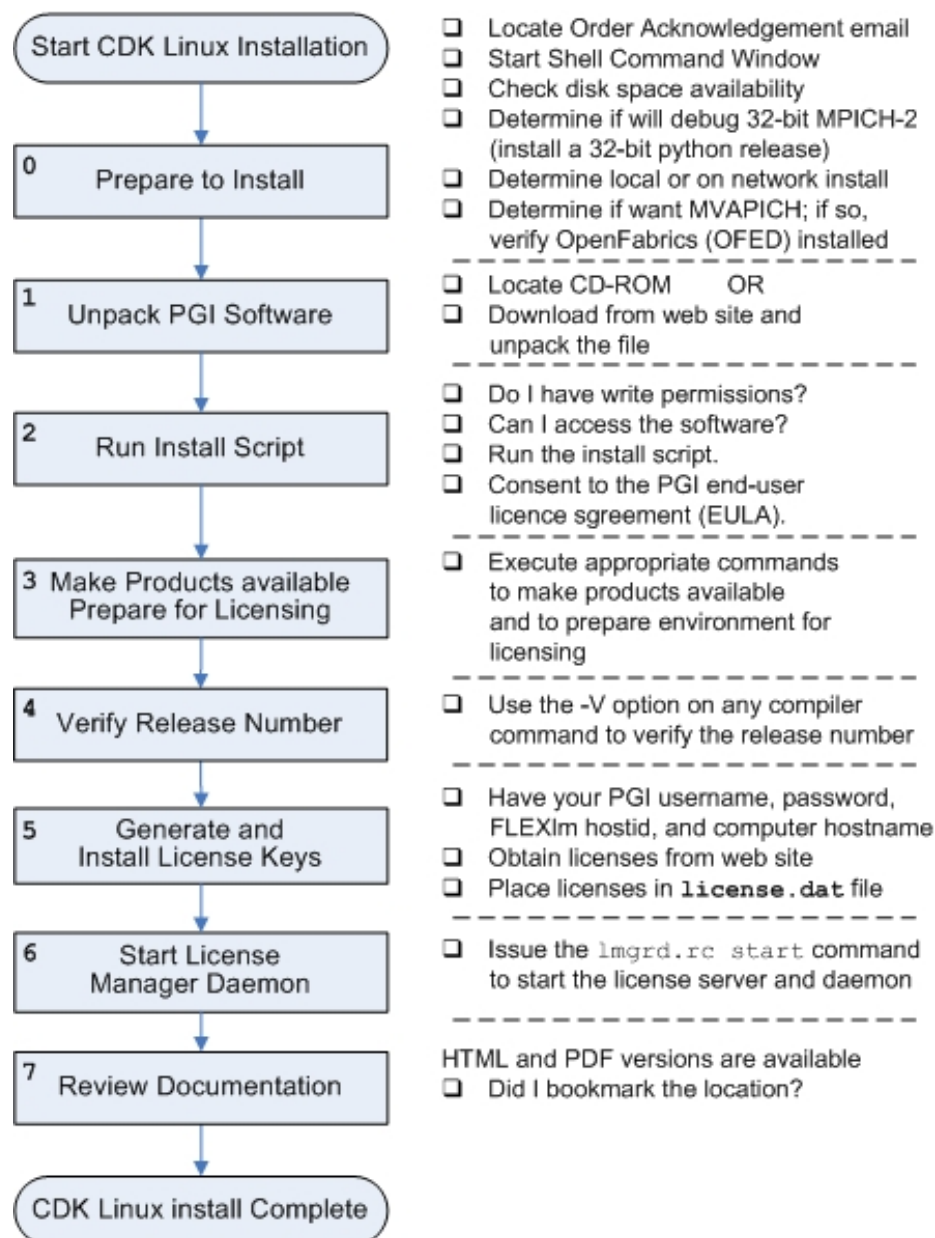 Start CDK Linux Installation
❏ Locate Order Acknowledgement email
❏ Start Shell Command Window
❏ Check disk space availability
❏ Determine if will debug 32-bit MPICH-2
(install a 32-bit python release)
❏ Determine local or on network install
❏ Determine if want MVAPICH; if so,
verify OpenFabrics (OFED) installed
0
Prepare to Install
1
Unpack PGI Software
❏ Locate CD-ROM OR
❏ Download from web site and
unpack the file
2
Run Install Script
❏ Do I have write permissions?
❏ Can I access the software?
❏ Run the install script.
❏ Consent to the PGI end-user
licence sgreement (EULA).
3 Make Products available
Prepare for Licensing
❏ Execute appropriate commands
to make products available
and to prepare environment for
licensing
4
Verify Release Number
❏ Use the -V option on any compiler
command to verify the release number
5 Generate and
Install License Keys
❏ Have your PGI username, password,
FLEXlm hostid, and computer hostname
❏ Obtain licenses from web site
❏ Place licenses in license.dat file
6 Start License
Manager Daemon
❏ Issue the lmgrd.rc start command
to start the license server and daemon
7
Review Documentation
HTML and PDF versions are available
❏ Did I bookmark the location?
CDK Linux install Complete